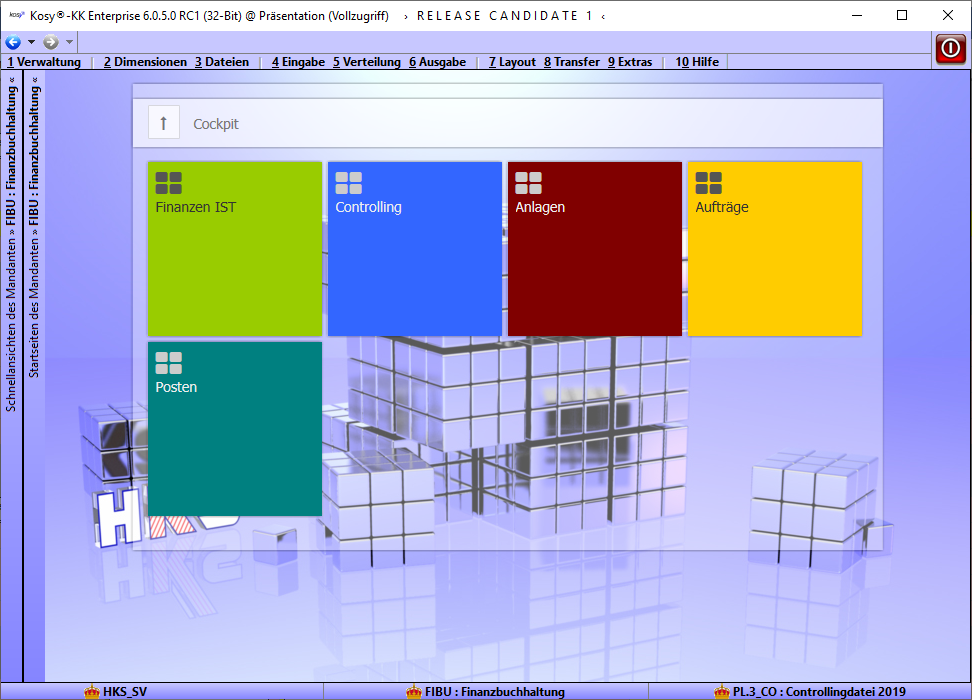 kosy® Kosy®-KK Enterprise 6.0.5.0 RC1 (32-Bit) @ Präsentation (Vollzugriff) › RELEASE CANDIDATE 1 ‹
1 Verwaltung | 2 Dimensionen 3 Dateien | 4 Eingabe 5 Verteilung 6 Ausgabe | 7 Layout 8 Transfer 9 Extras | 10 Hilfe
Schnellansichten des Mandanten » FIBU : Finanzbuchhaltung «
Startseiten des Mandanten » FIBU : Finanzbuchhaltung «
↑ Cockpit
Finanzen IST
Controlling
Anlagen
Aufträge
Posten
HKS
HKS_SV
FIBU : Finanzbuchhaltung
PL.3_CO : Controllingdatei 2019